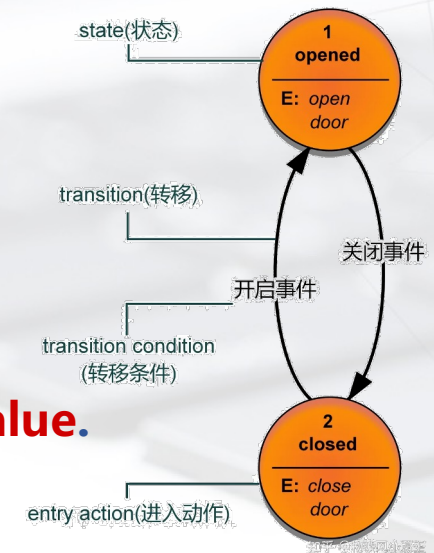 state(状态)
1
opened
E: open
door
transition(转移)
关闭事件
开启事件
transition condition
(转移条件)
alue.
2
closed
E: close
door
entry action(进入动作)